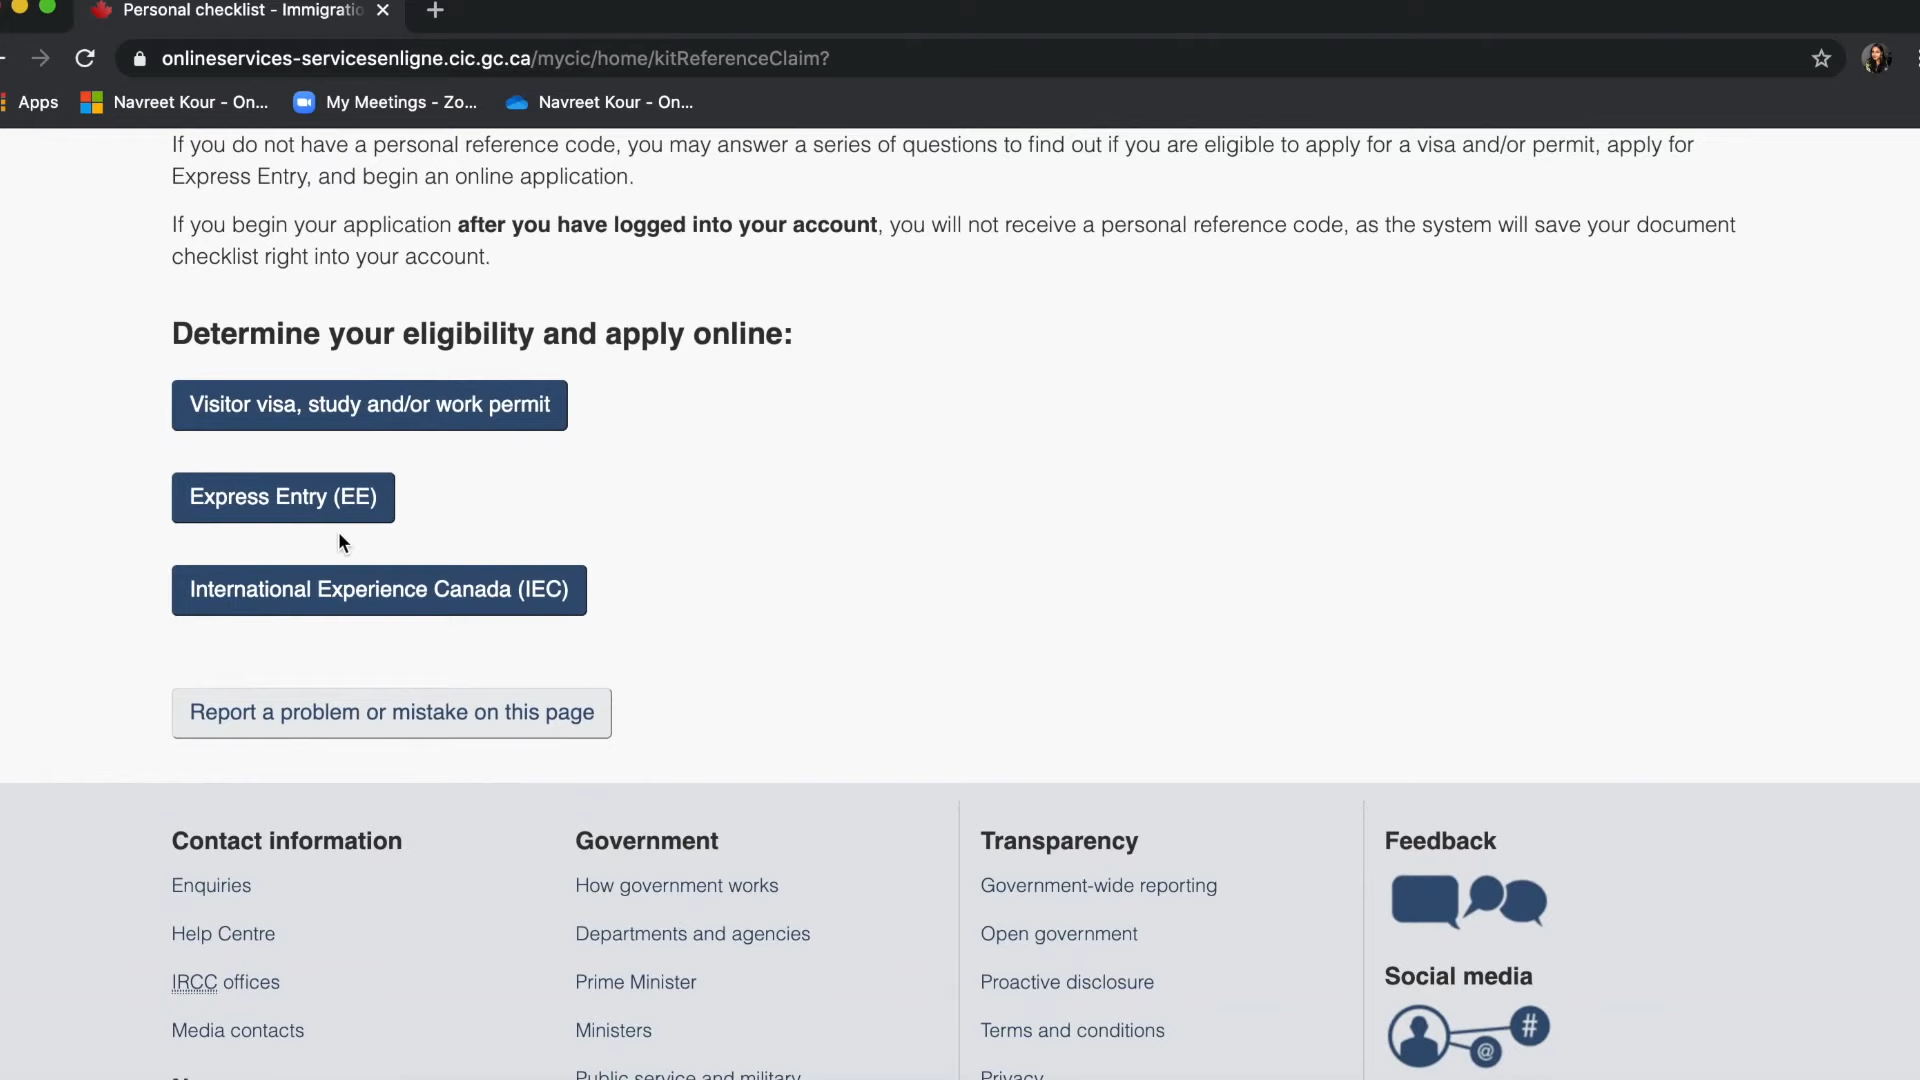 Personal checklist - Immigratio
onlineservices-servicesenligne.cic.gc.ca/mycic/home/kitReferenceClaim?
Apps Navreet Kour - On... My Meetings - Zo... Navreet Kour - On...
If you do not have a personal reference code, you may answer a series of questions to find out if you are eligible to apply for a visa and/or permit, apply for
Express Entry, and begin an online application.
If you begin your application after you have logged into your account, you will not receive a personal reference code, as the system will save your document
checklist right into your account.
Determine your eligibility and apply online:
Visitor visa, study and/or work permit
Express Entry (EE)
International Experience Canada (IEC)
Report a problem or mistake on this page
Contact information
Enquiries
Help Centre
IRCC offices
Media contacts
Government
How government works
Departments and agencies
Prime Minister
Ministers
Public service and military
Transparency
Government-wide reporting
Open government
Proactive disclosure
Terms and conditions
Privacy
Feedback
Social media
#
@